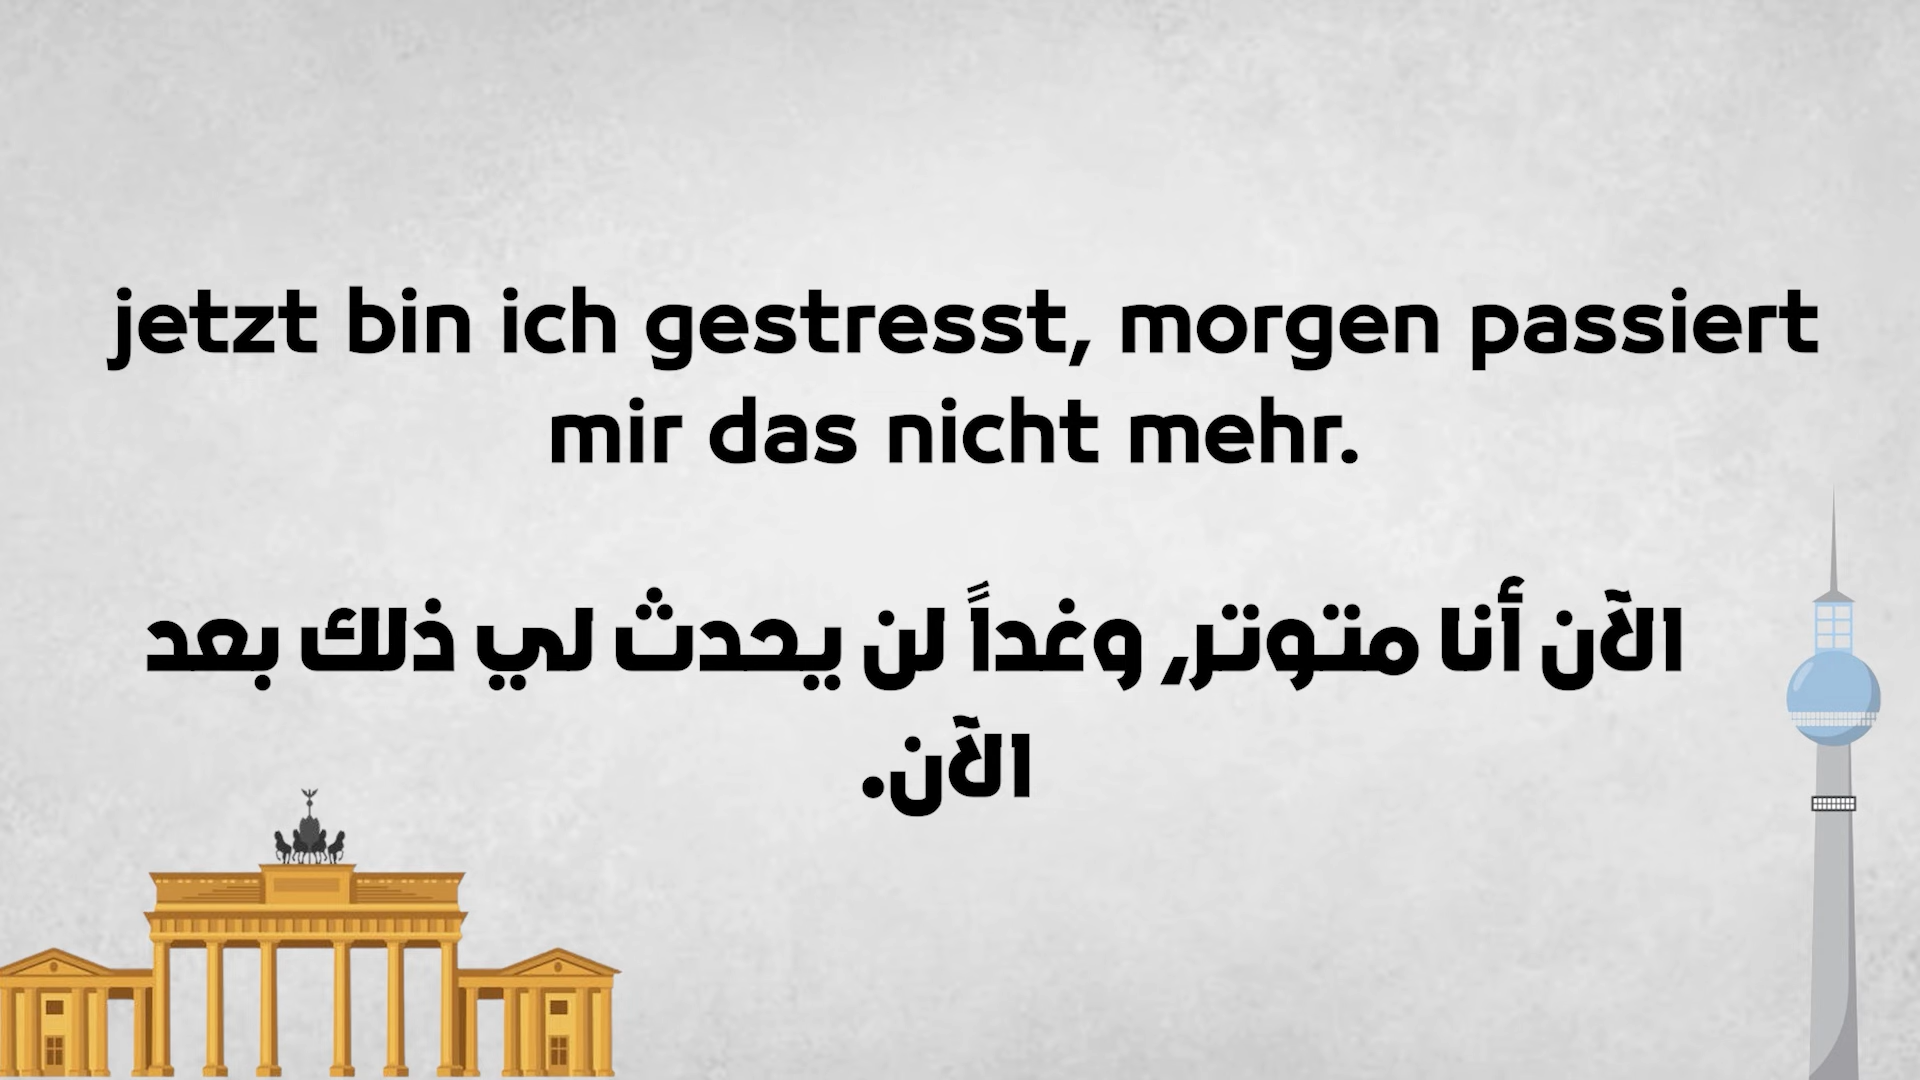 jetzt bin ich gestresst, morgen passiert
mir das nicht mehr.
الآن أنا متوتر, وغداً لن يحدث لي ذلك بعد
الآن.